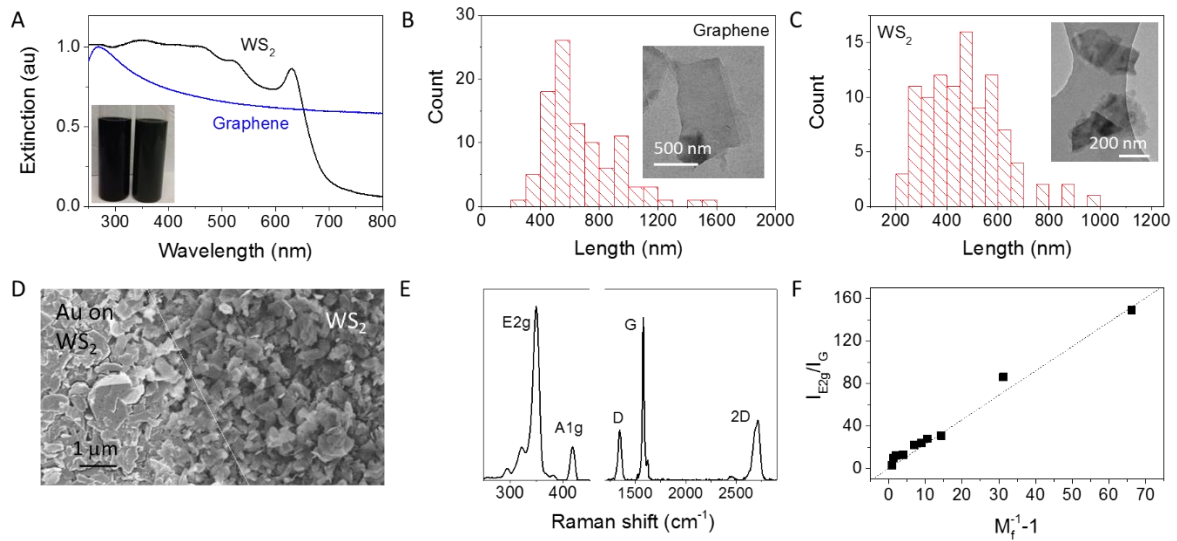 A
Extinction (au)
1.0
0.5
0.0
WS₂
Graphene
300 400 500 600 700 800
Wavelength (nm)
B
Count
30
20
10
0
Graphene
500 nm
0 400 800 1200 1600 2000
Length (nm)
C
Count
15
10
5
0
WS₂
200 nm
200 400 600 800 1000 1200
Length (nm)
D
Au on
WS₂
WS₂
1 μm
E
E2g
A1g
D
G
2D
300 400 1500 2000 2500
Raman shift (cm⁻¹)
F
I_E2g/I_G
160
120
80
40
0
0 10 20 30 40 50 60 70
M_f⁻¹-1